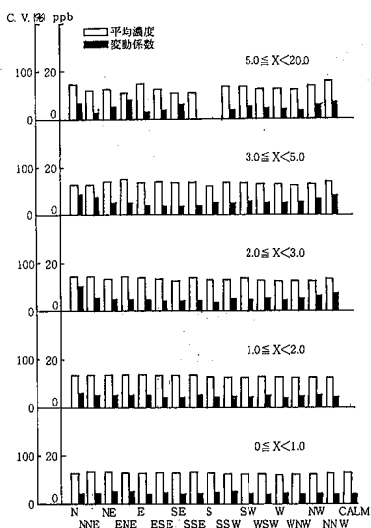 C. V. (%) ppb
平均濃度
変動係数
5.0≦X<20.0
100 20
0 0
3.0≦X<5.0
100 20
0 0
2.0≦X<3.0
100 20
0 0
1.0≦X<2.0
100 20
0 0
0≦X<1.0
100 20
0 0
N NE E SE S SW W NW CALM
NNE ENE ESE SSE SSW WSW WNW NNW